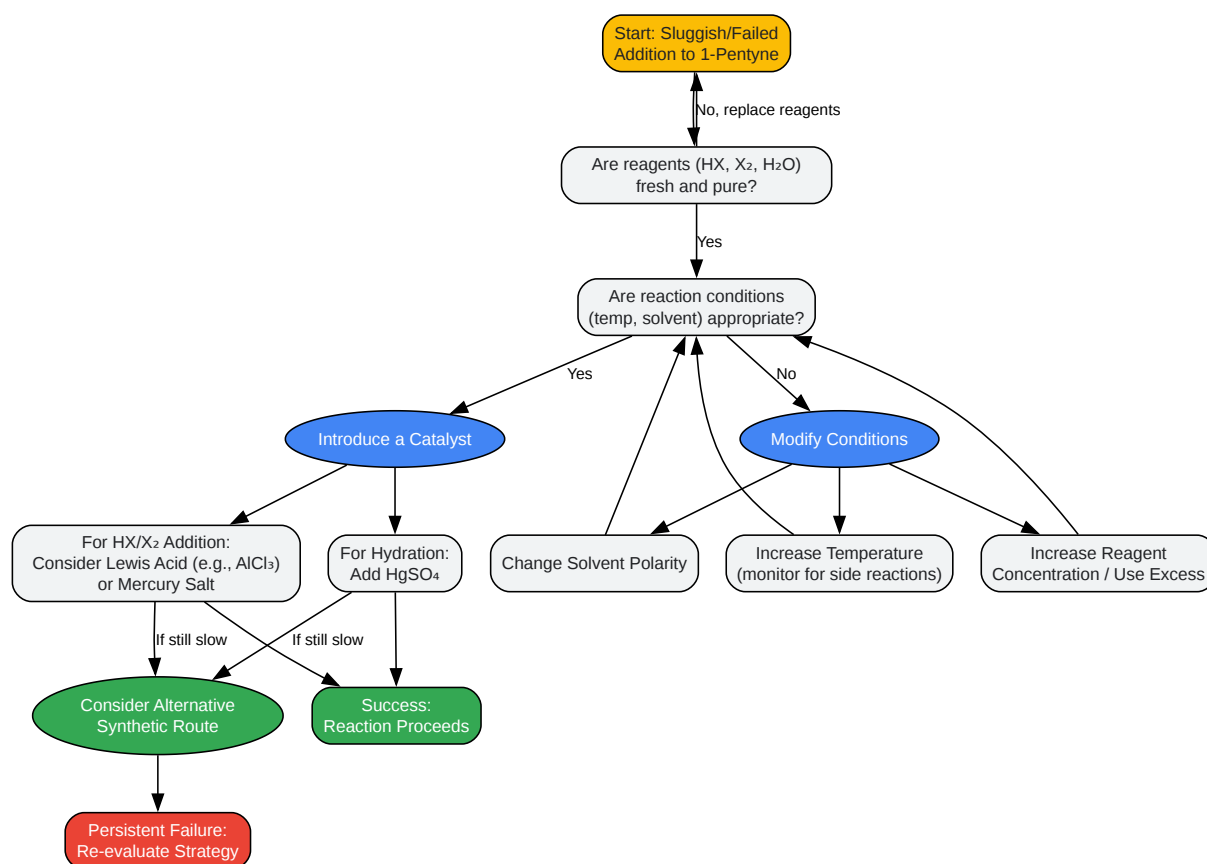 Start: Sluggish/Failed
Addition to 1-Pentyne
No, replace reagents
Are reagents (HX, X₂, H₂O)
fresh and pure?
Yes
Are reaction conditions
(temp, solvent) appropriate?
Yes
No
Introduce a Catalyst
Modify Conditions
For HX/X₂ Addition:
Consider Lewis Acid (e.g., AlCl₃)
or Mercury Salt
For Hydration:
Add HgSO₄
Change Solvent Polarity
Increase Temperature
(monitor for side reactions)
Increase Reagent
Concentration / Use Excess
If still slow
If still slow
Consider Alternative
Synthetic Route
Success:
Reaction Proceeds
Persistent Failure:
Re-evaluate Strategy